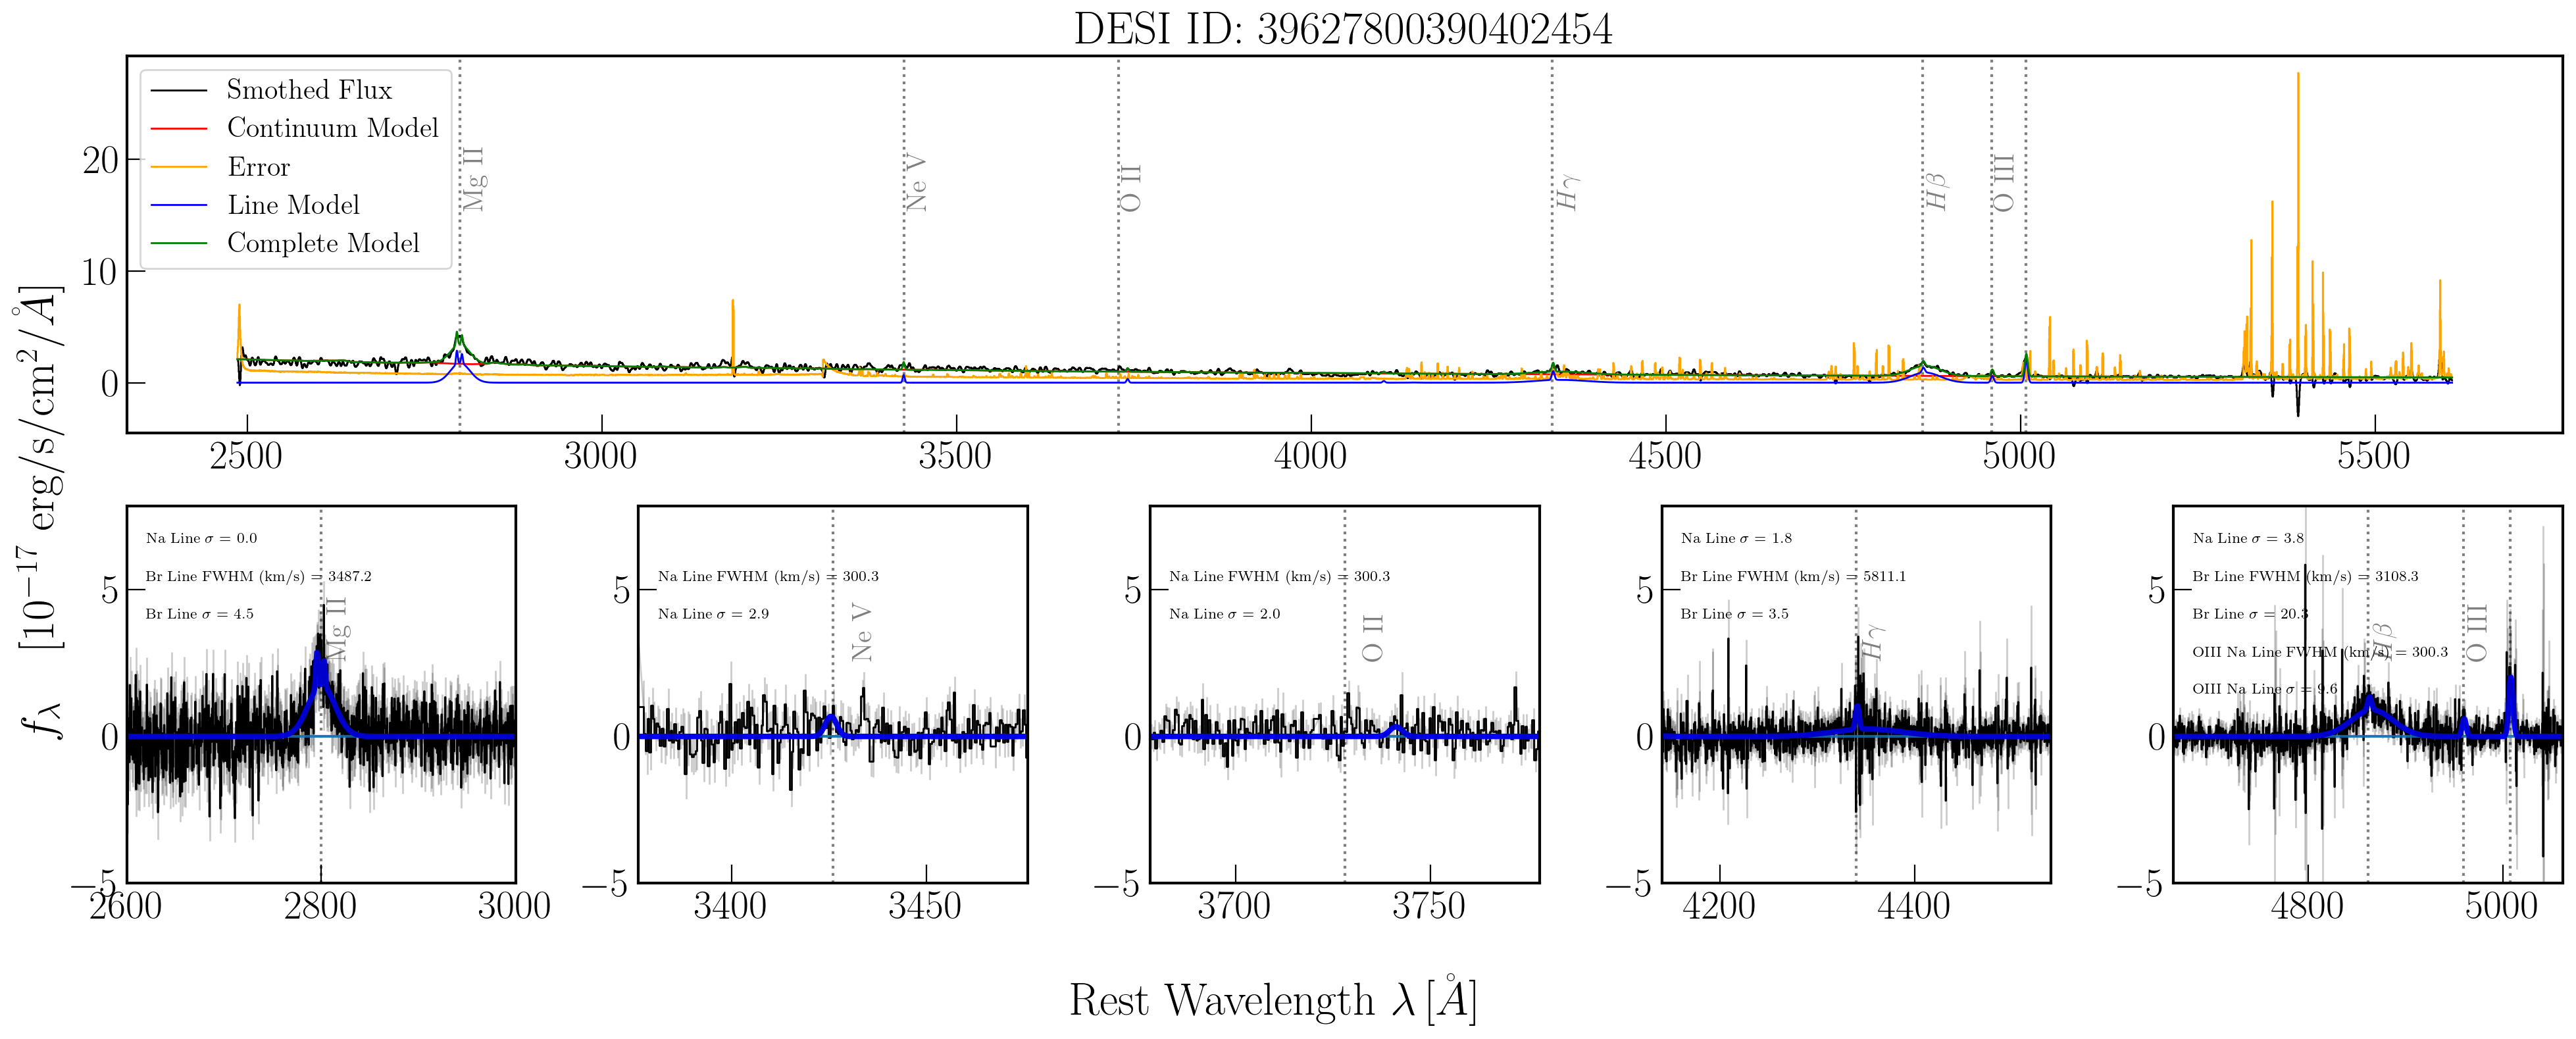 DESI ID: 39627800390402454
Smothed Flux
Continuum Model
Error
Line Model
Complete Model
Mg II
Ne V
O II
Hγ
Hβ
O III
20
10
0
2500 3000 3500 4000 4500 5000 5500
f_λ [10^−17 erg/s/cm^2/Å]
Na Line σ = 0.0
Br Line FWHM (km/s) = 3487.2
Br Line σ = 4.5
Mg II
5
0
−5
2600 2800 3000
Na Line FWHM (km/s) = 300.3
Na Line σ = 2.9
Ne V
5
0
−5
3400 3450
Na Line FWHM (km/s) = 300.3
Na Line σ = 2.0
O II
5
0
−5
3700 3750
Na Line σ = 1.8
Br Line FWHM (km/s) = 5811.1
Br Line σ = 3.5
Hγ
5
0
−5
4200 4400
Na Line σ = 3.8
Br Line FWHM (km/s) = 3108.3
Br Line σ = 20.3
OIII Na Line FWHM (km/s) = 300.3
OIII Na Line σ = 9.6
Hβ
O III
5
0
−5
4800 5000
Rest Wavelength λ [Å]